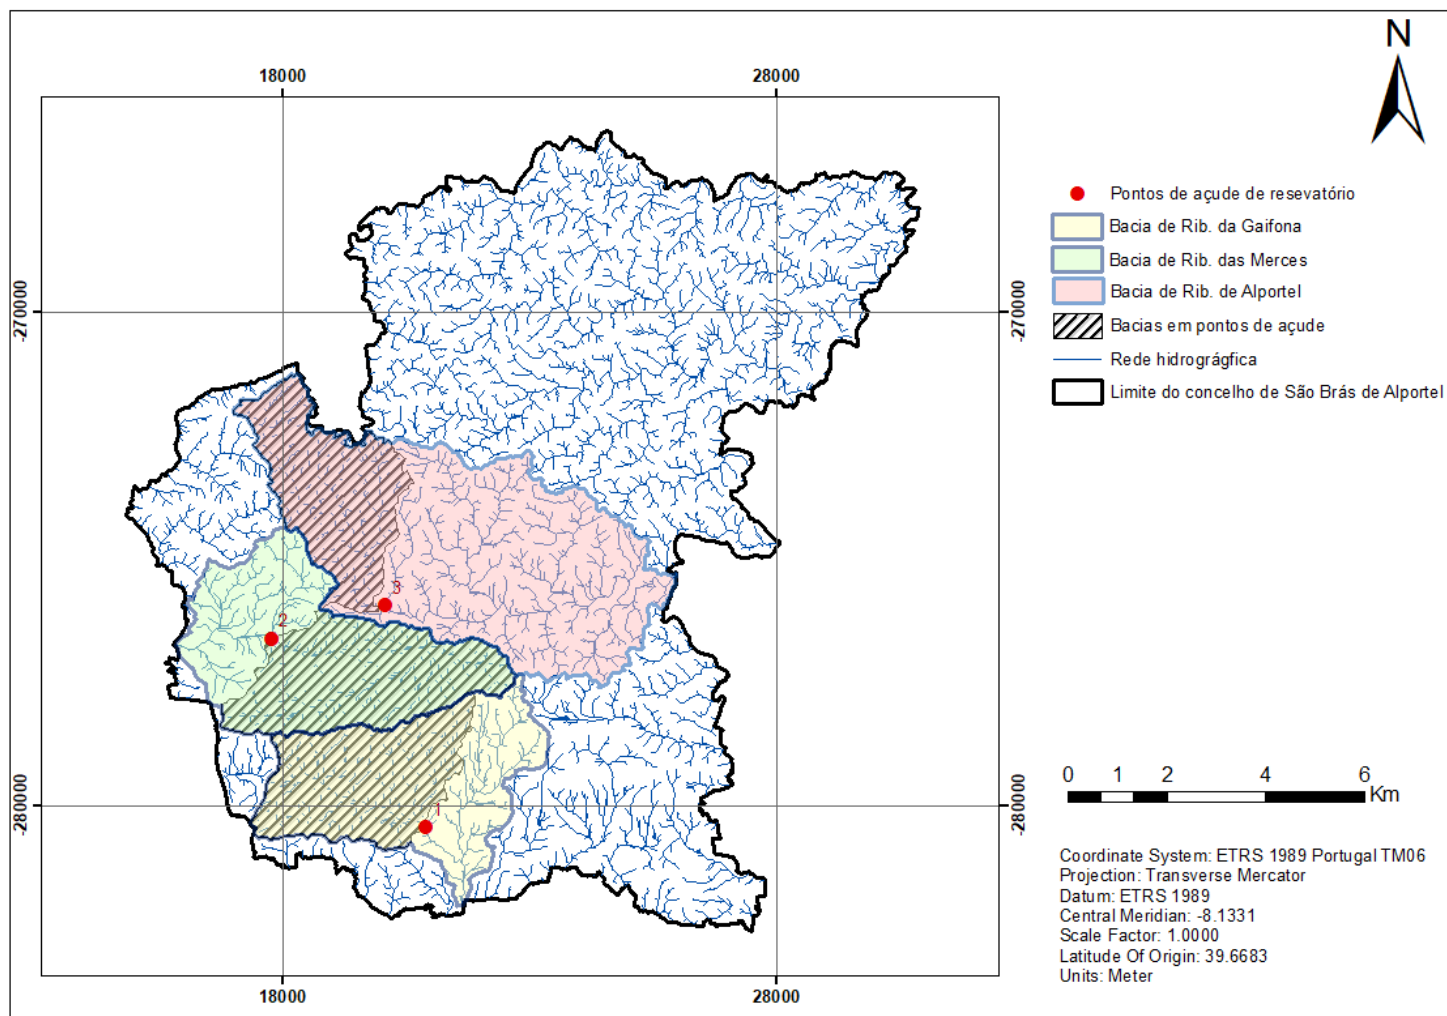 N
18000
28000
-270000
-270000
3
2
1
-280000
-280000
18000
28000
Pontos de açude de resevatório
Bacia de Rib. da Gaifona
Bacia de Rib. das Merces
Bacia de Rib. de Alportel
Bacias em pontos de açude
Rede hidrográgfica
Limite do concelho de São Brás de Alportel
0 1 2 4 6
Km
Coordinate System: ETRS 1989 Portugal TM06
Projection: Transverse Mercator
Datum: ETRS 1989
Central Meridian: -8.1331
Scale Factor: 1.0000
Latitude Of Origin: 39.6683
Units: Meter